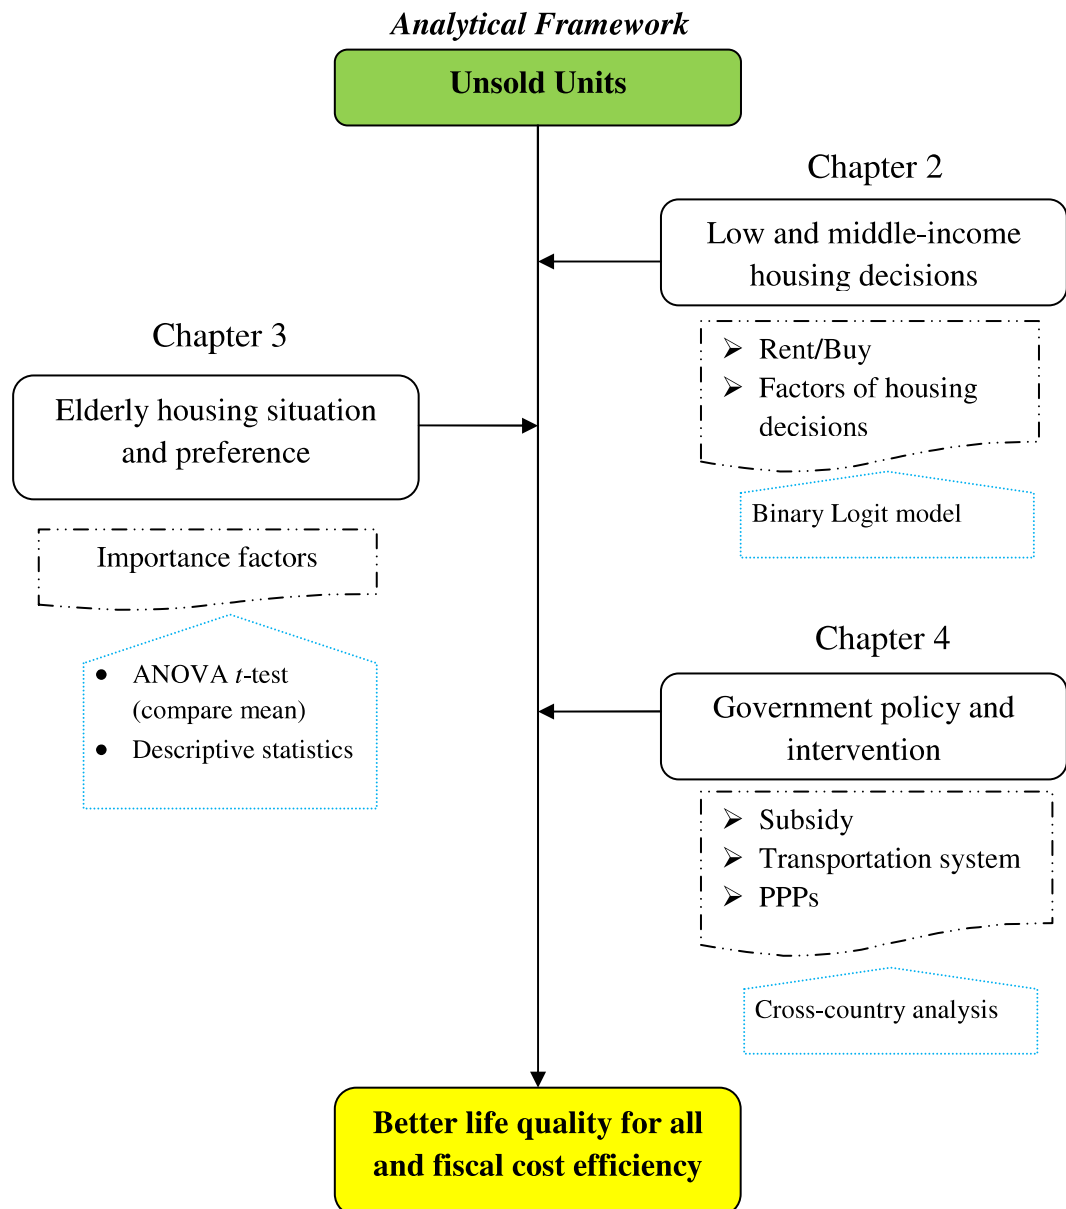 Analytical Framework
Unsold Units
Chapter 2
Low and middle-income
housing decisions
➢ Rent/Buy
➢ Factors of housing
decisions
Binary Logit model
Chapter 3
Elderly housing situation
and preference
Importance factors
● ANOVA t-test
(compare mean)
● Descriptive statistics
Chapter 4
Government policy and
intervention
➢ Subsidy
➢ Transportation system
➢ PPPs
Cross-country analysis
Better life quality for all
and fiscal cost efficiency